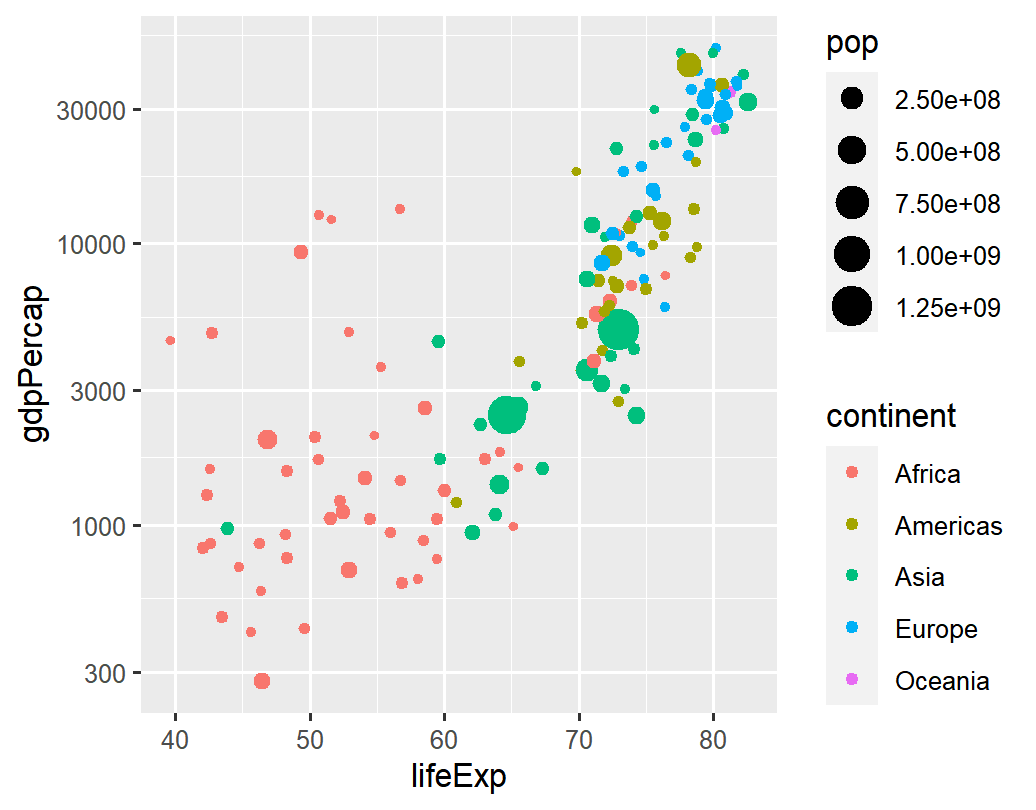 gdpPercap
30000
10000
3000
1000
300
40 50 60 70 80
lifeExp
pop
2.50e+08
5.00e+08
7.50e+08
1.00e+09
1.25e+09
continent
Africa
Americas
Asia
Europe
Oceania